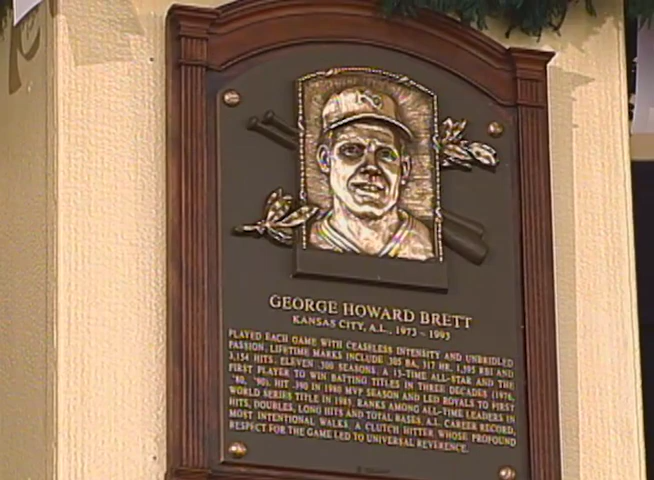 KC
GEORGE HOWARD BRETT
KANSAS CITY, A.L., 1973 - 1993
PLAYED EACH GAME WITH CEASELESS INTENSITY AND UNBRIDLED
PASSION. LIFETIME MARKS INCLUDE .305 BA, 317 HR, 1,595 RBI AND
3,154 HITS. ELEVEN .300 SEASONS. A 13-TIME ALL-STAR AND THE
FIRST PLAYER TO WIN BATTING TITLES IN THREE DECADES (1976,
'80, '90). HIT .390 IN 1980 MVP SEASON AND LED ROYALS TO FIRST
WORLD SERIES TITLE IN 1985. RANKS AMONG ALL-TIME LEADERS IN
HITS, DOUBLES, LONG HITS AND TOTAL BASES. A.L. CAREER RECORD,
MOST INTENTIONAL WALKS. A CLUTCH HITTER WHOSE PROFOUND
RESPECT FOR THE GAME LED TO UNIVERSAL REVERENCE.